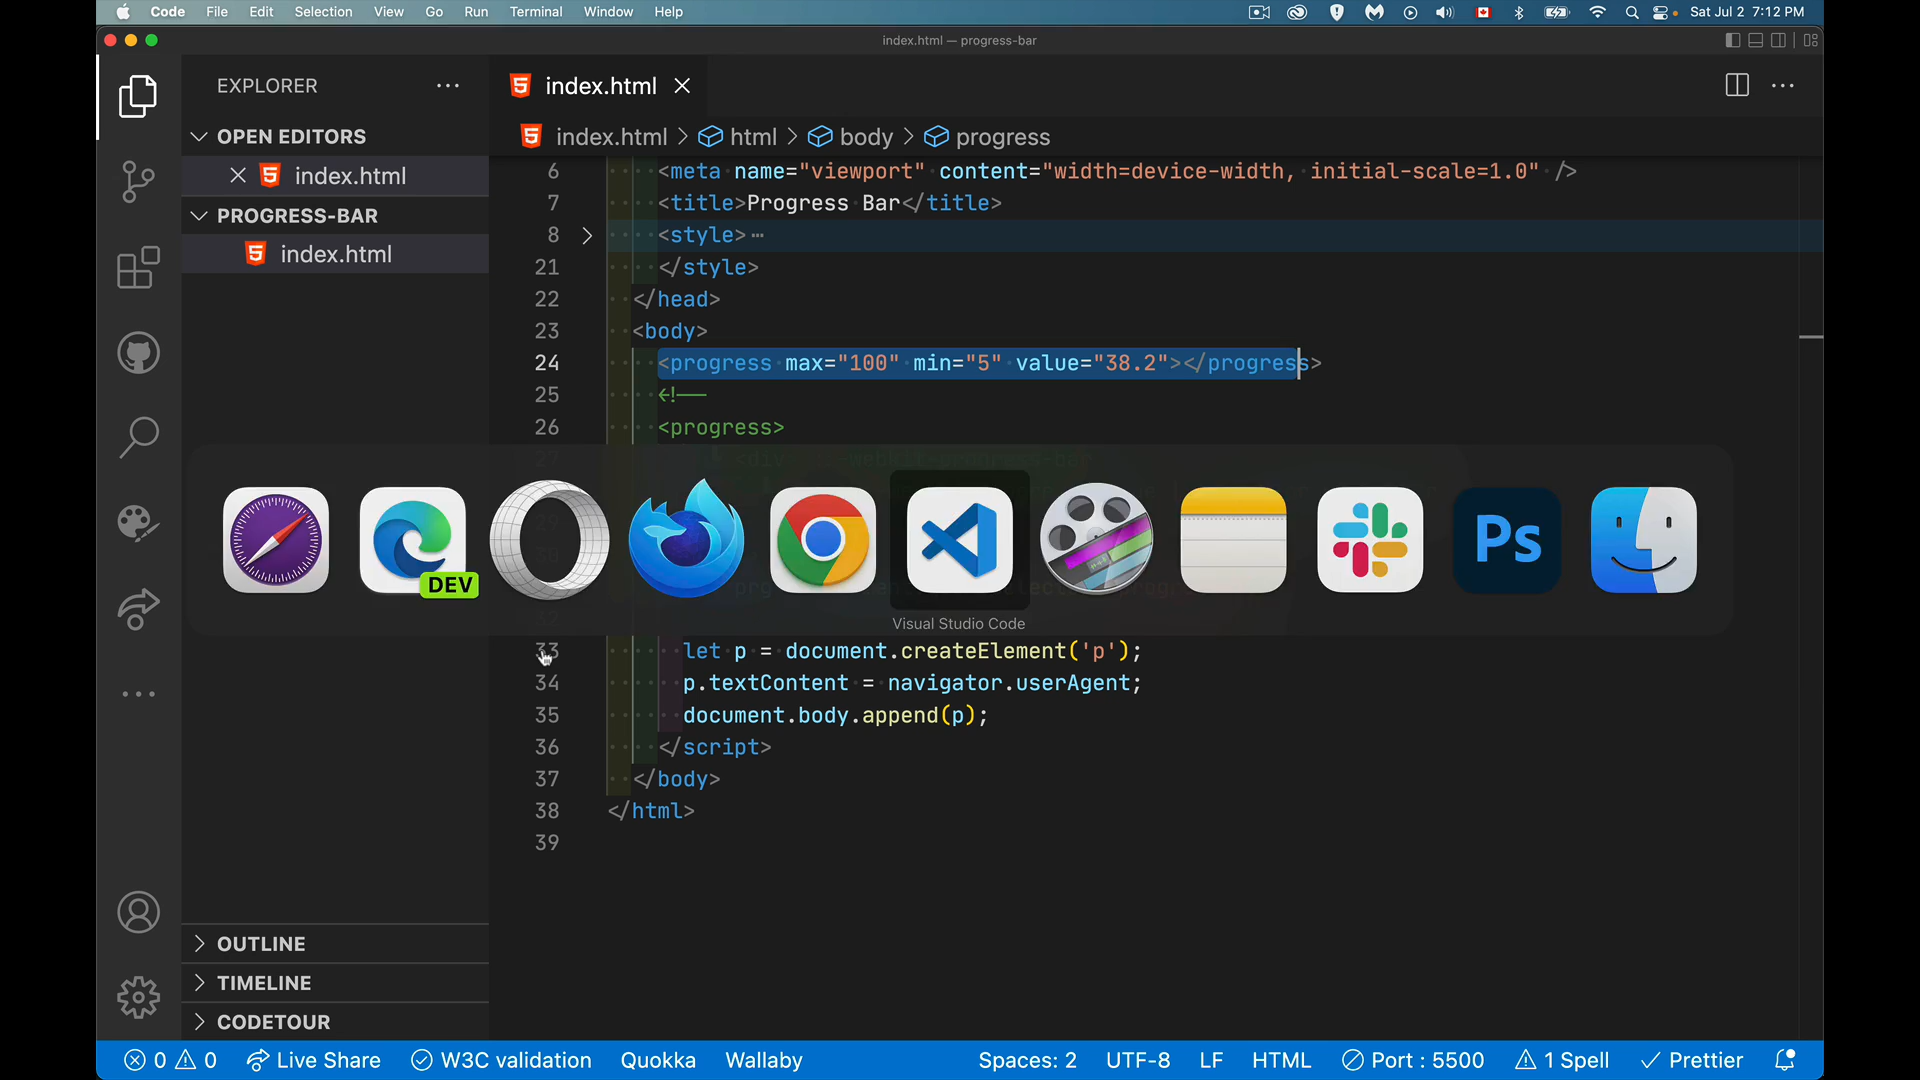 Code File Edit Selection View Go Run Terminal Window Help Sat Jul 2 7:12 PM
index.html — progress-bar
EXPLORER
index.html
OPEN EDITORS
index.html > html > body > progress
index.html
PROGRESS-BAR
index.html
6 <meta name="viewport" content="width=device-width, initial-scale=1.0" />
7 <title>Progress Bar</title>
8 <style>
21 </style>
22 </head>
23 <body>
24 <progress max="100" min="5" value="38.2"></progress>
25 <!--
26 <progress>
DEV
Ps
Visual Studio Code
33 let p = document.createElement('p');
34 p.textContent = navigator.userAgent;
35 document.body.append(p);
36 </script>
37 </body>
38 </html>
39
OUTLINE
TIMELINE
CODETOUR
0 0 Live Share W3C validation Quokka Wallaby Spaces: 2 UTF-8 LF HTML Port : 5500 1 Spell Prettier